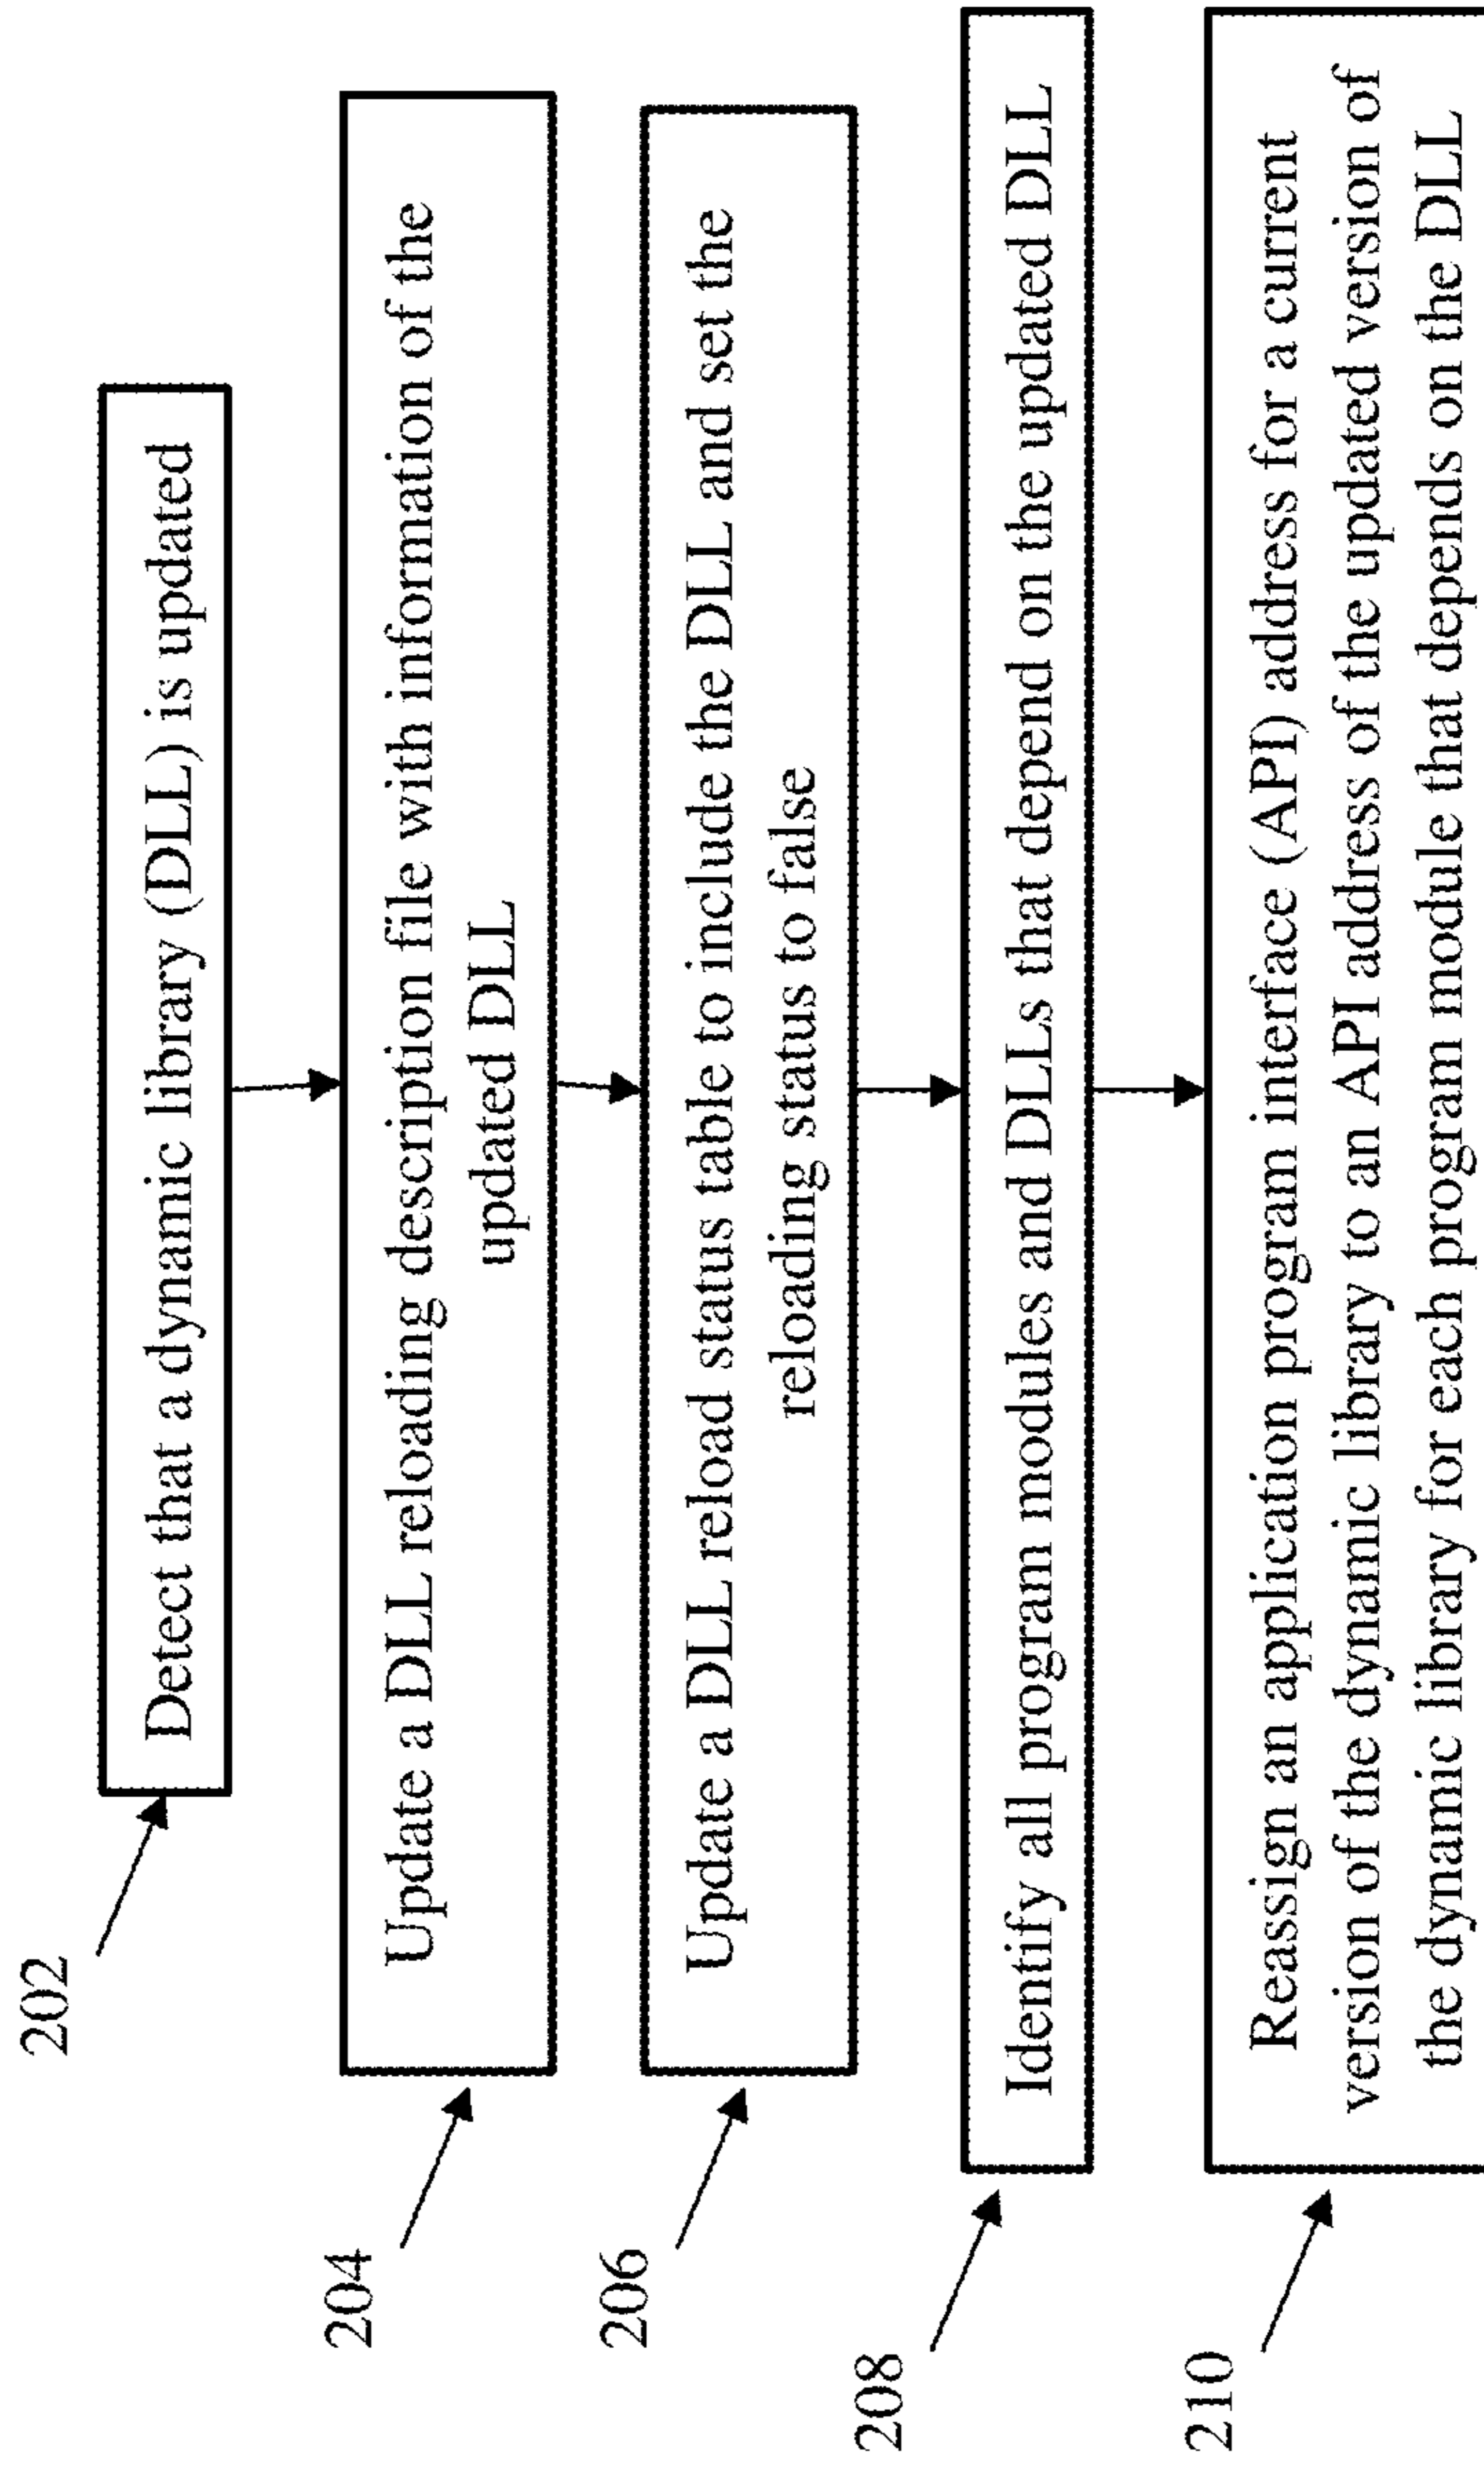 202
Detect that a dynamic library (DLL) is updated
204
Update a DLL reloading description file with information of the
updated DLL
206
Update a DLL reload status table to include the DLL and set the
reloading status to false
208
Identify all program modules and DLLs that depend on the updated DLL
210
Reassign an application program interface (API) address for a current
version of the dynamic library to an API address of the updated version of
the dynamic library for each program module that depends on the DLL